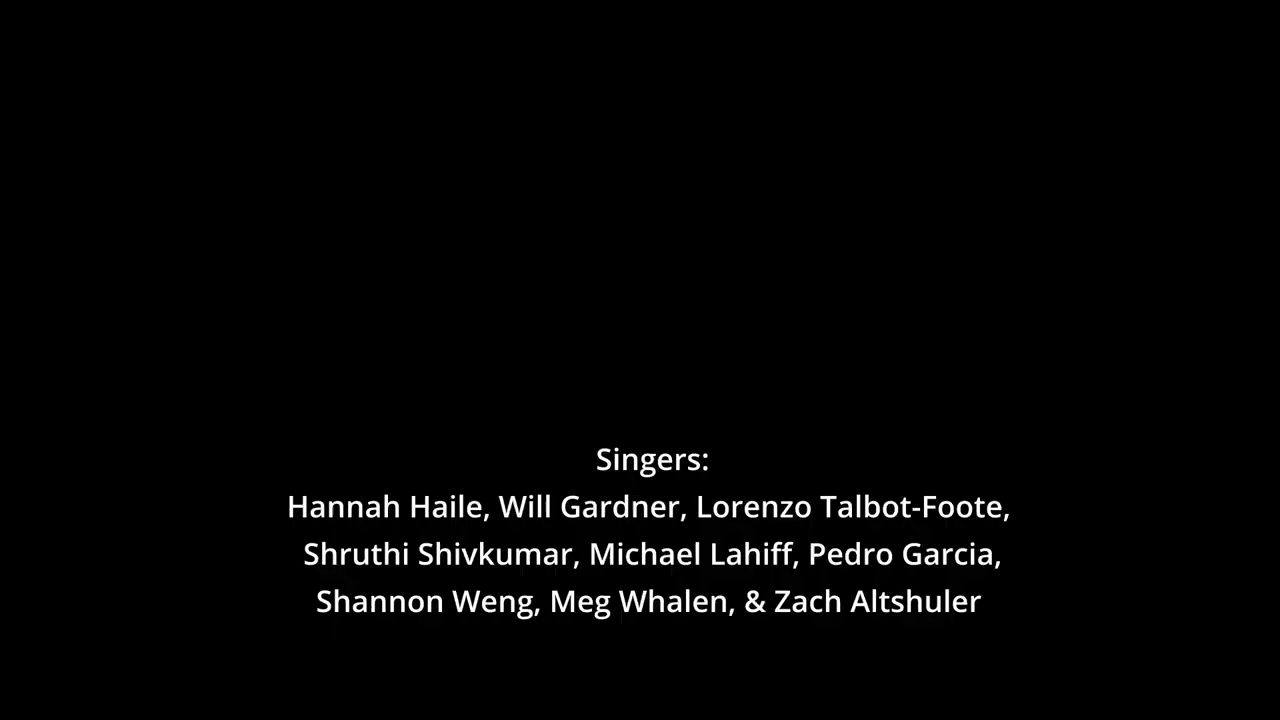 Singers:
Hannah Haile, Will Gardner, Lorenzo Talbot-Foote,
Shruthi Shivkumar, Michael Lahiff, Pedro Garcia,
Shannon Weng, Meg Whalen, & Zach Altshuler